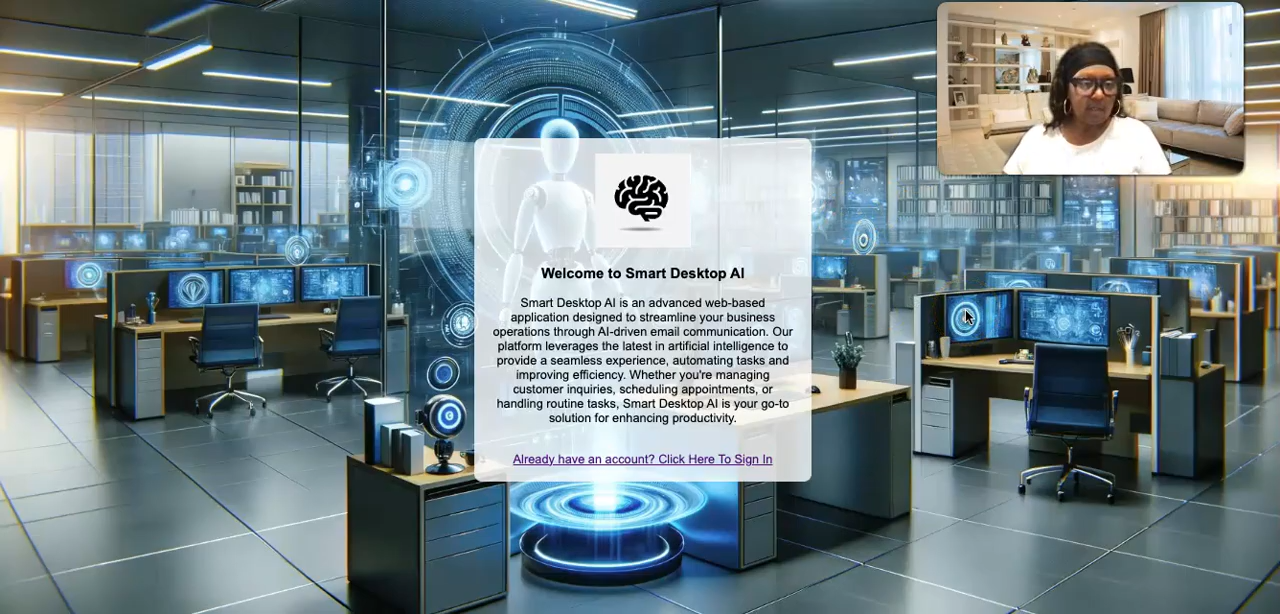 Welcome to Smart Desktop AI
Smart Desktop AI is an advanced web-based
application designed to streamline your business
operations through AI-driven email communication. Our
platform leverages the latest in artificial intelligence to
provide a seamless experience, automating tasks and
improving efficiency. Whether you're managing
customer inquiries, scheduling appointments, or
handling routine tasks, Smart Desktop AI is your go-to
solution for enhancing productivity.
Already have an account? Click Here To Sign In